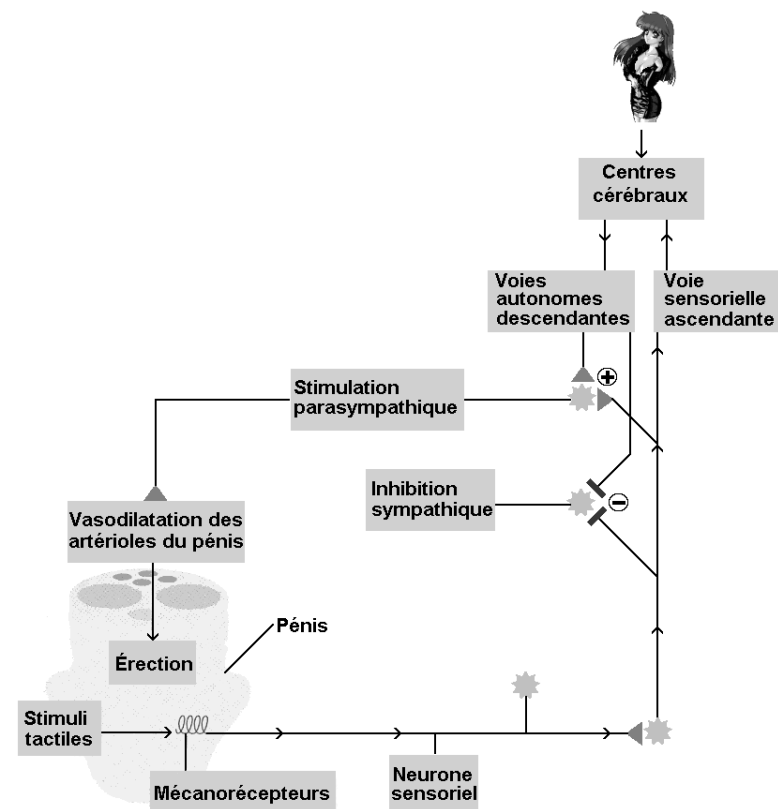 Centres
cérébraux
Voies
autonomes
descendantes
Voie
sensorielle
ascendante
+
Stimulation
parasympathique
Inhibition
sympathique
−
Vasodilatation des
artérioles du pénis
Pénis
Érection
Stimuli
tactiles
Mécanorécepteurs
Neurone
sensoriel